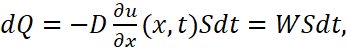 dQ = −D ∂u/∂x (x, t)Sdt = WSdt,